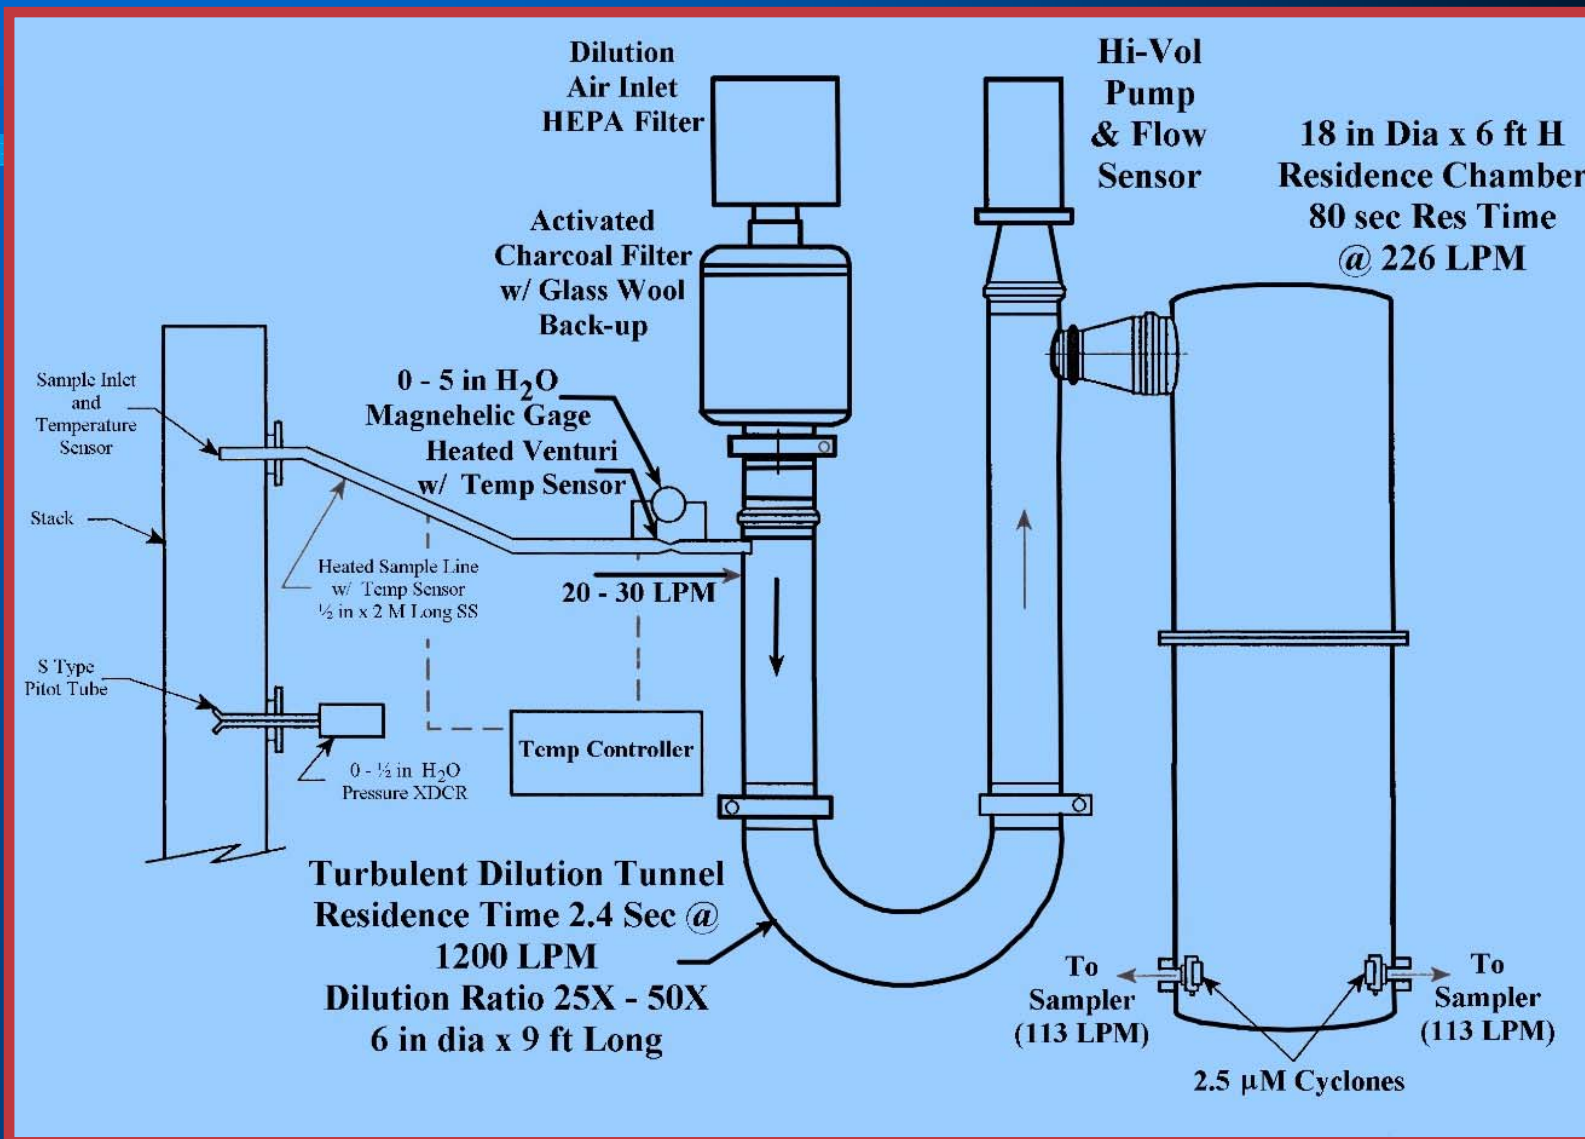 Dilution
Air Inlet
HEPA Filter
Hi-Vol
Pump
& Flow
Sensor
18 in Dia x 6 ft H
Residence Chamber
80 sec Res Time
@ 226 LPM
Activated
Charcoal Filter
w/ Glass Wool
Back-up
Sample Inlet
and
Temperature
Sensor
0 - 5 in H₂O
Magnehelic Gage
Heated Venturi
w/ Temp Sensor
Stack
Heated Sample Line
w/ Temp Sensor
½ in x 2 M Long SS
20 - 30 LPM
S Type
Pitot Tube
0 - ½ in H₂O
Pressure XDCR
Temp Controller
Turbulent Dilution Tunnel
Residence Time 2.4 Sec @
1200 LPM
Dilution Ratio 25X - 50X
6 in dia x 9 ft Long
To
Sampler
(113 LPM)
To
Sampler
(113 LPM)
2.5 µM Cyclones